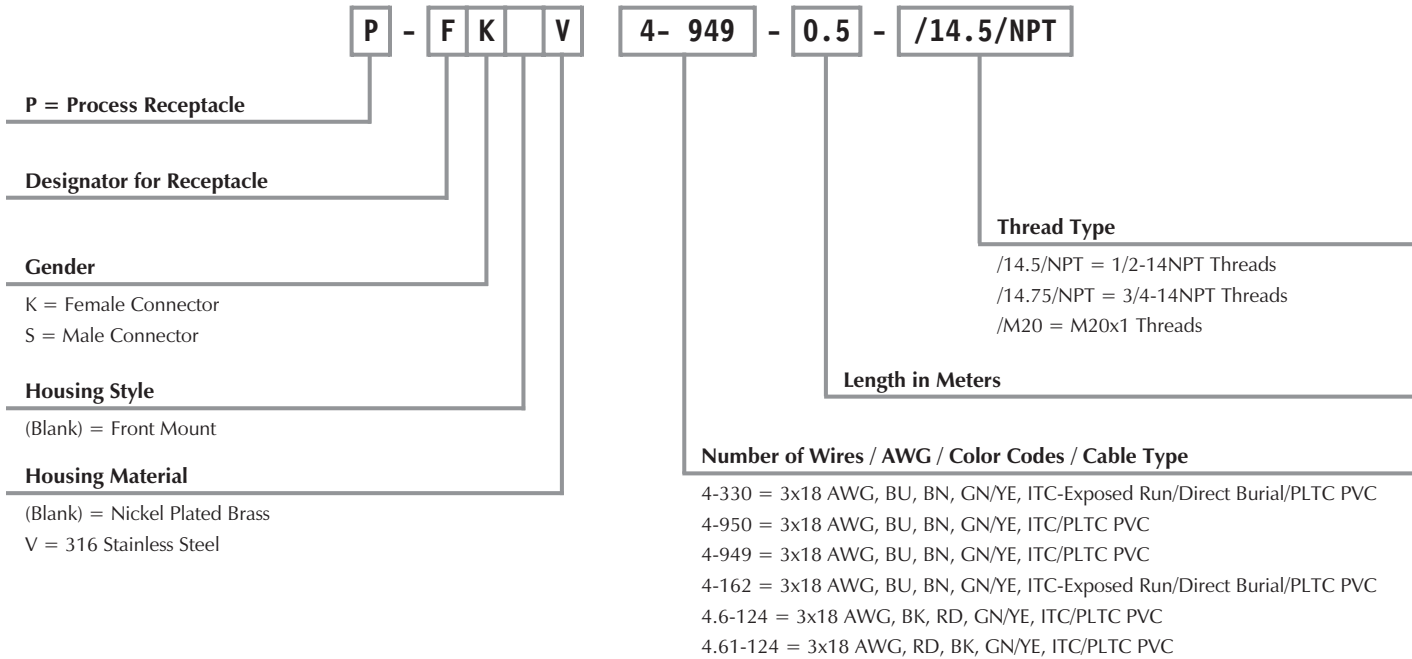 P - F K V 4- 949 - 0.5 - /14.5/NPT
P = Process Receptacle
Designator for Receptacle
Gender
K = Female Connector
S = Male Connector
Housing Style
(Blank) = Front Mount
Housing Material
(Blank) = Nickel Plated Brass
V = 316 Stainless Steel
Thread Type
/14.5/NPT = 1/2-14NPT Threads
/14.75/NPT = 3/4-14NPT Threads
/M20 = M20x1 Threads
Length in Meters
Number of Wires / AWG / Color Codes / Cable Type
4-330 = 3x18 AWG, BU, BN, GN/YE, ITC-Exposed Run/Direct Burial/PLTC PVC
4-950 = 3x18 AWG, BU, BN, GN/YE, ITC/PLTC PVC
4-949 = 3x18 AWG, BU, BN, GN/YE, ITC/PLTC PVC
4-162 = 3x18 AWG, BU, BN, GN/YE, ITC-Exposed Run/Direct Burial/PLTC PVC
4.6-124 = 3x18 AWG, BK, RD, GN/YE, ITC/PLTC PVC
4.61-124 = 3x18 AWG, RD, BK, GN/YE, ITC/PLTC PVC